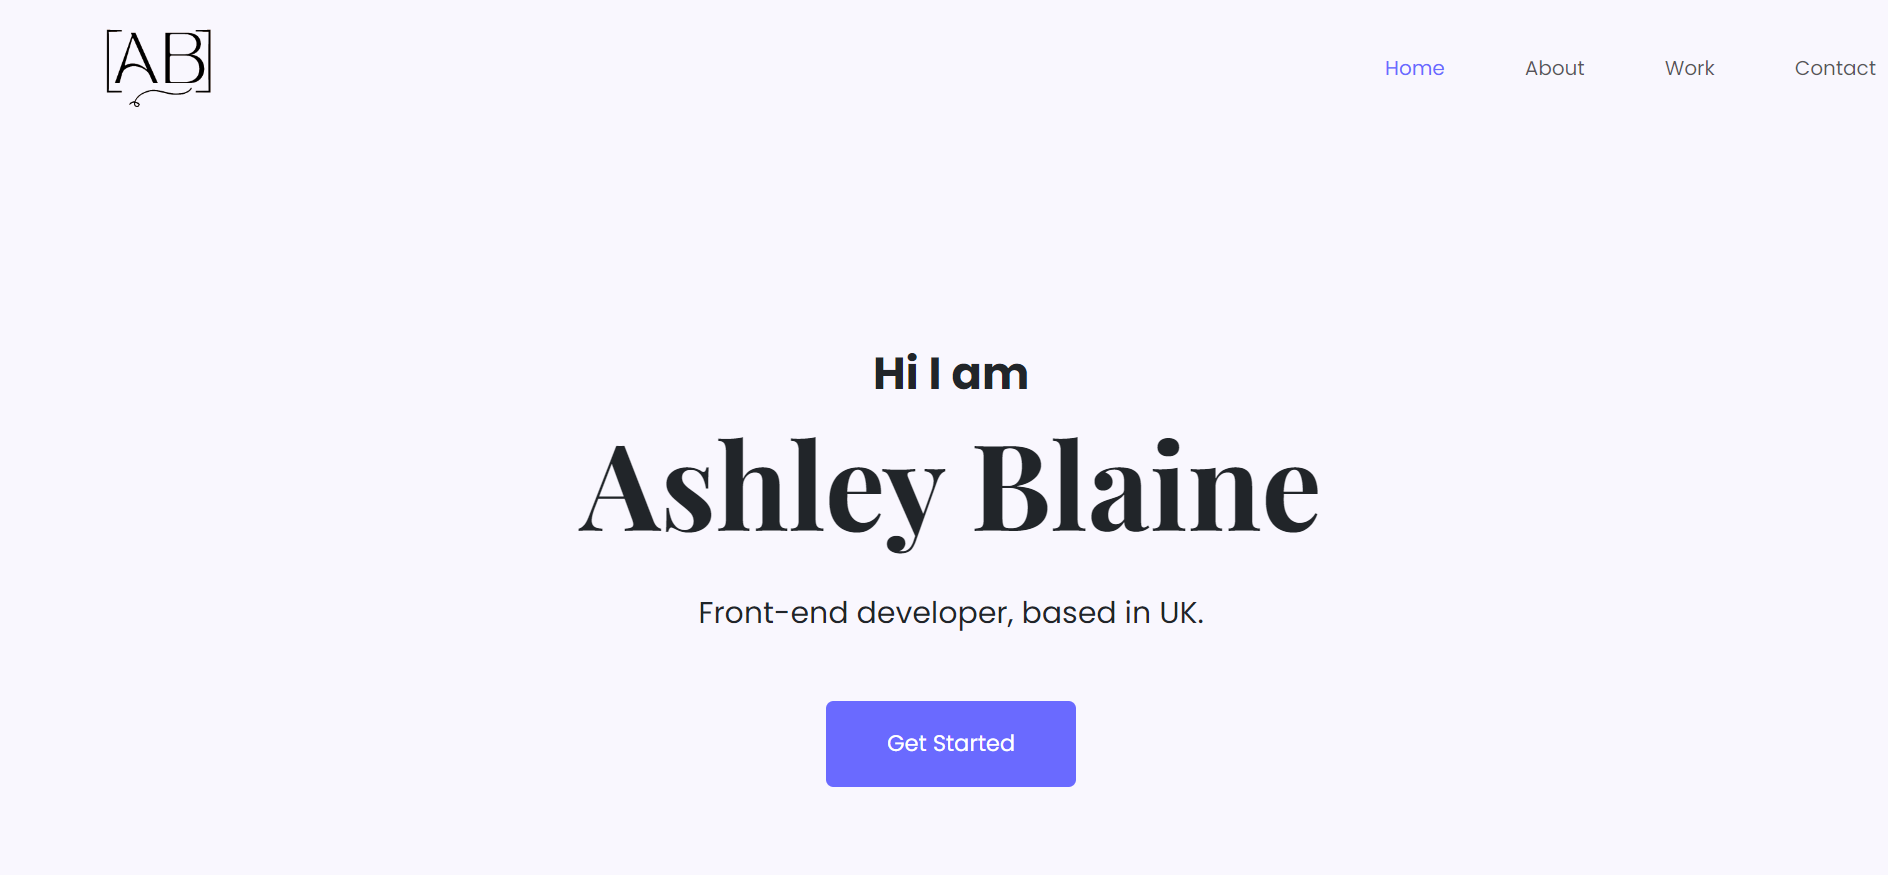 [AB]
Home About Work Contact
Hi I am
Ashley Blaine
Front-end developer, based in UK.
Get Started